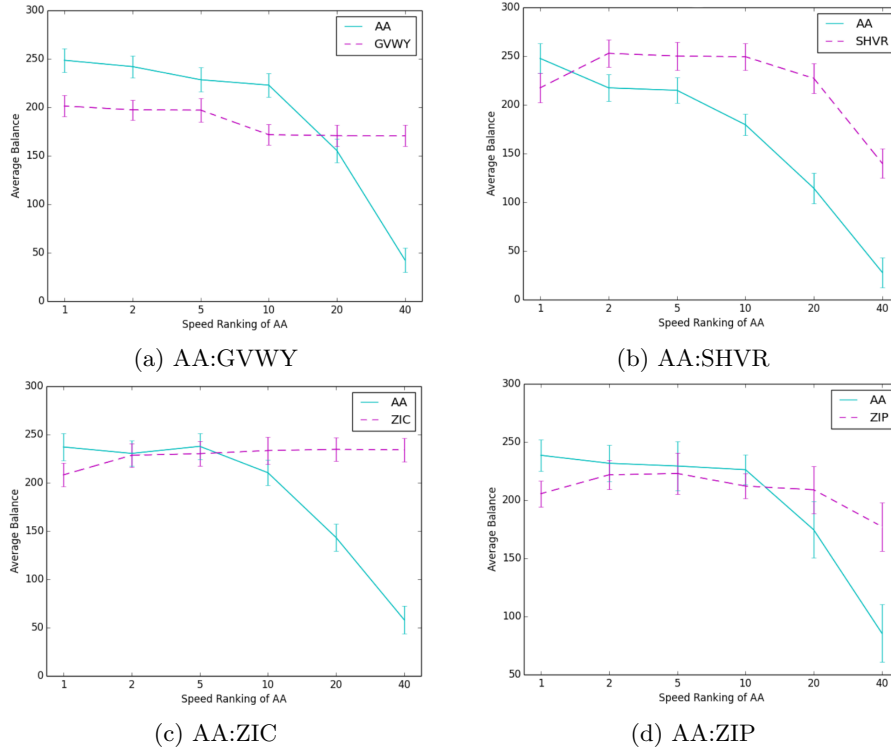 300
250
200
150
100
50
0
Average Balance
1 2 5 10 20 40
Speed Ranking of AA
AA
GVWY
(a) AA:GVWY
300
250
200
150
100
50
0
Average Balance
1 2 5 10 20 40
Speed Ranking of AA
AA
SHVR
(b) AA:SHVR
300
250
200
150
100
50
0
Average Balance
1 2 5 10 20 40
Speed Ranking of AA
AA
ZIC
(c) AA:ZIC
300
250
200
150
100
50
Average Balance
1 2 5 10 20 40
Speed Ranking of AA
AA
ZIP
(d) AA:ZIP